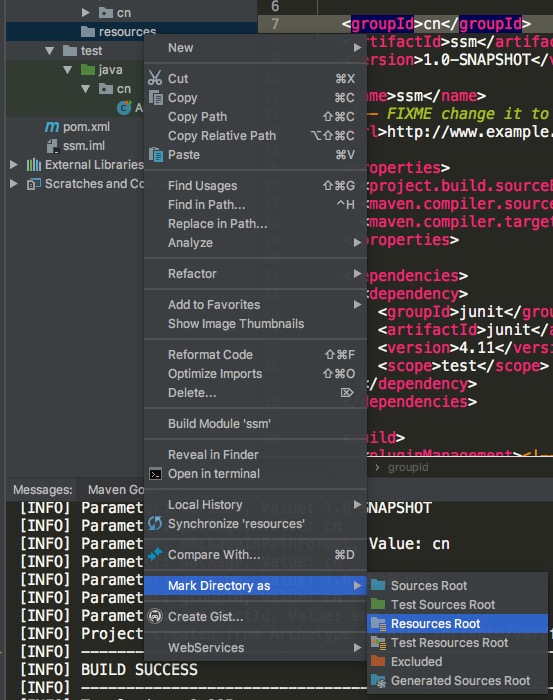 cn
resources
test
java
cn
A
pom.xml
ssm.iml
External Libraries
Scratches and Co
6
7 <groupId>cn</groupId>
artifactId>ssm</artifac
version>1.0-SNAPSHOT</v
ame>ssm</name>
-- FIXME change it to
rl>http://www.example.
roperties>
project.build.sourceE
maven.compiler.source
maven.compiler.target
properties>
ependencies>
dependency>
<groupId>junit</grou
<artifactId>junit</a
<version>4.11</versi
<scope>test</scope>
</dependency>
dependencies>
uild>
pluginManagement><!--
› groupId
New
Cut ⌘X
Copy ⌘C
Copy Path ⇧⌘C
Copy Relative Path ⌥⇧⌘C
Paste ⌘V
Find Usages ⇧⌘G
Find in Path... ^H
Replace in Path...
Analyze
Refactor
Add to Favorites
Show Image Thumbnails
Reformat Code ⇧⌘F
Optimize Imports ⇧⌘O
Delete... ⌦
Build Module 'ssm'
Reveal in Finder
Open in terminal
Local History
Synchronize 'resources'
Compare With... ⌘D
Mark Directory as
Create Gist...
WebServices
Sources Root
Test Sources Root
Resources Root
Test Resources Root
Excluded
Generated Sources Root
Messages: Maven Go
[INFO] Paramet
SNAPSHOT
[INFO] Paramet
[INFO] Paramet
Value: cn
[INFO] Paramet
[INFO] Paramet
[INFO] Paramet
[INFO] Paramet
[INFO] Project
[INFO] ----------
[INFO] BUILD SUCCESS
[INFO] ----------